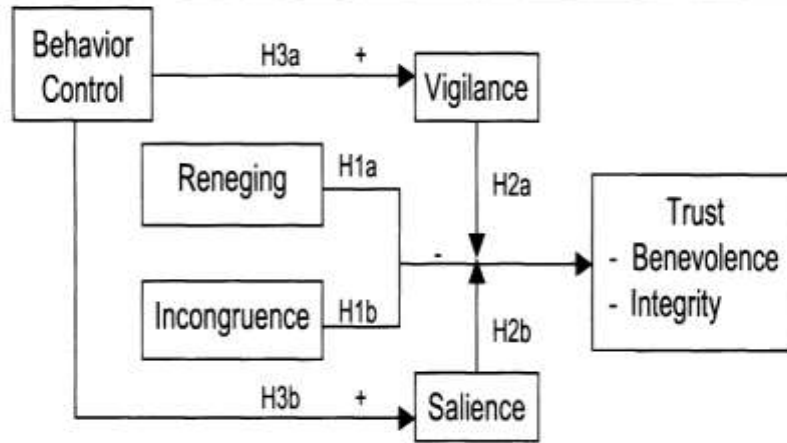 Behavior
Control
H3a +
Vigilance
Reneging
H1a
H2a
Trust
- Benevolence
- Integrity
-
Incongruence
H1b
H2b
H3b +
Salience